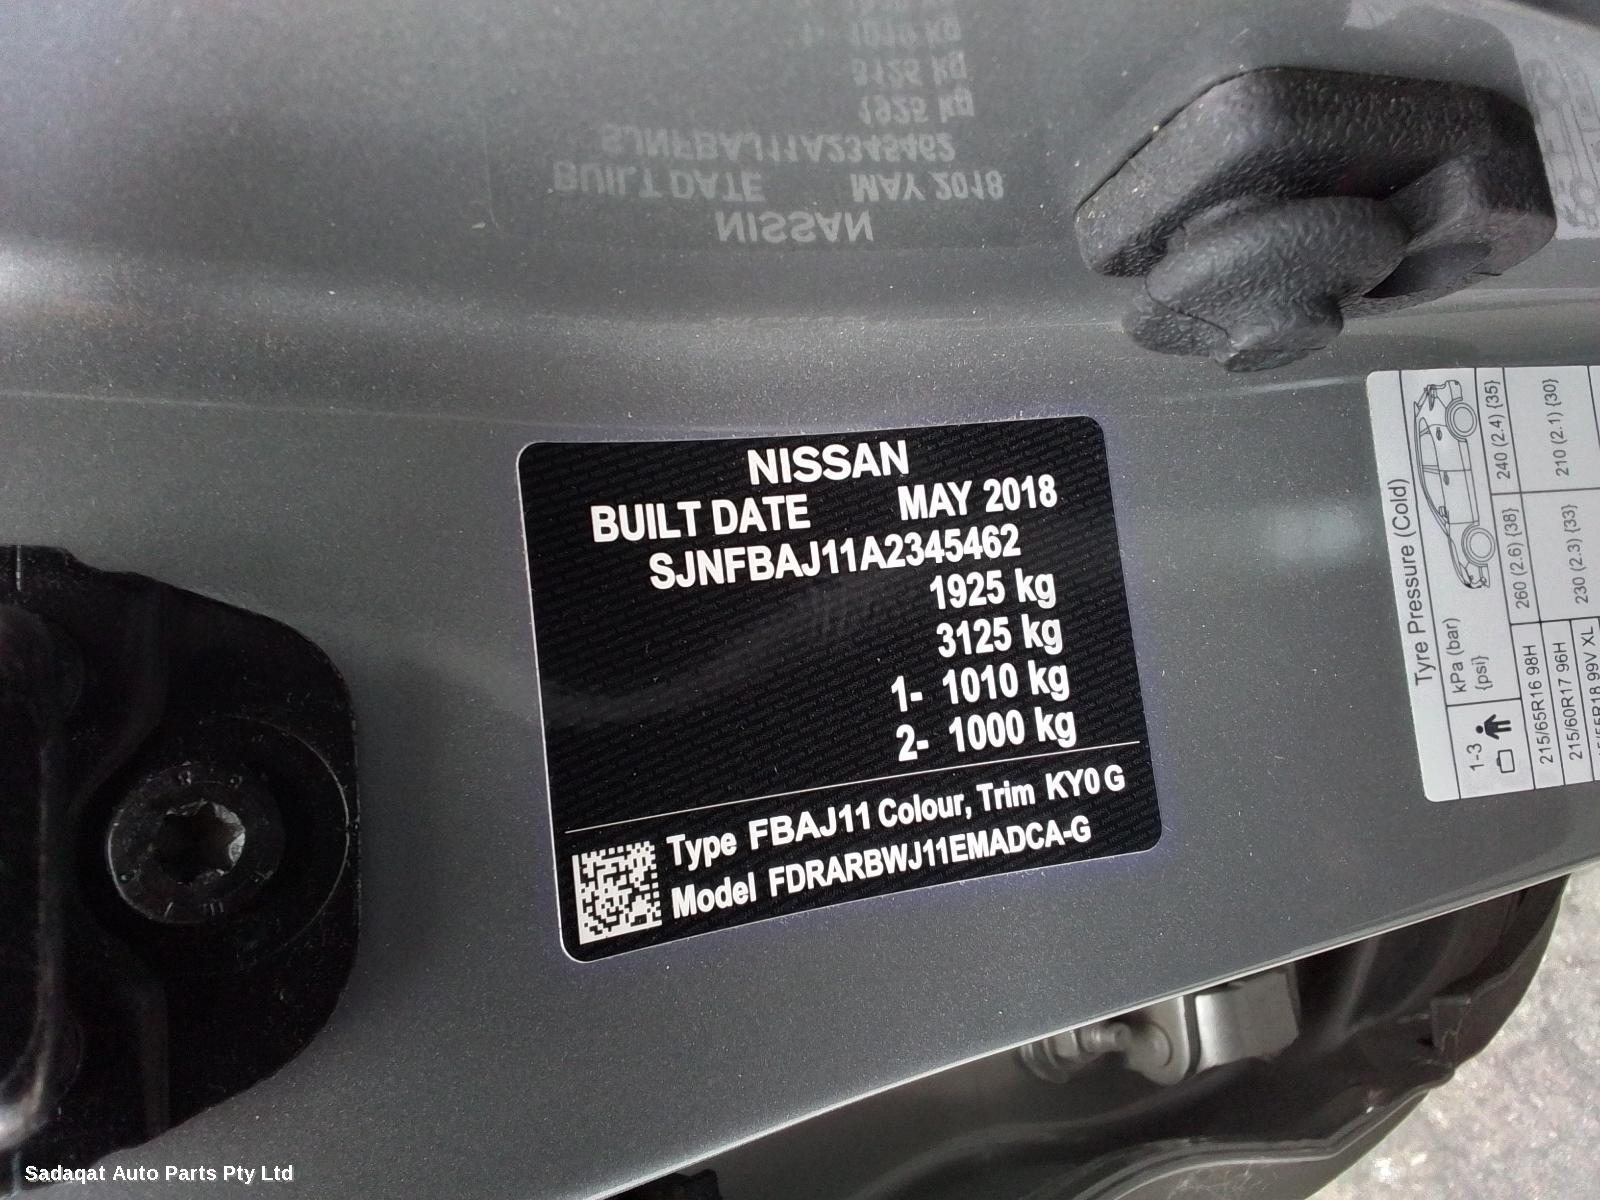 NISSAN
BUILT DATE MAY 2018
SJNFBAJ11A2345462
1925 kg
3125 kg
1- 1010 kg
2- 1000 kg
Type FBAJ11 Colour, Trim KY0 G
Model FDRARBWJ11EMADCA-G
Tyre Pressure (Cold)
kPa (bar) {psi}
1-3
260 (2.6) {38} 240 (2.4) {35}
215/65R16 98H
215/60R17 96H
230 (2.3) {33} 210 (2.1) {30}
R18 99V XL
Sadaqat Auto Parts Pty Ltd